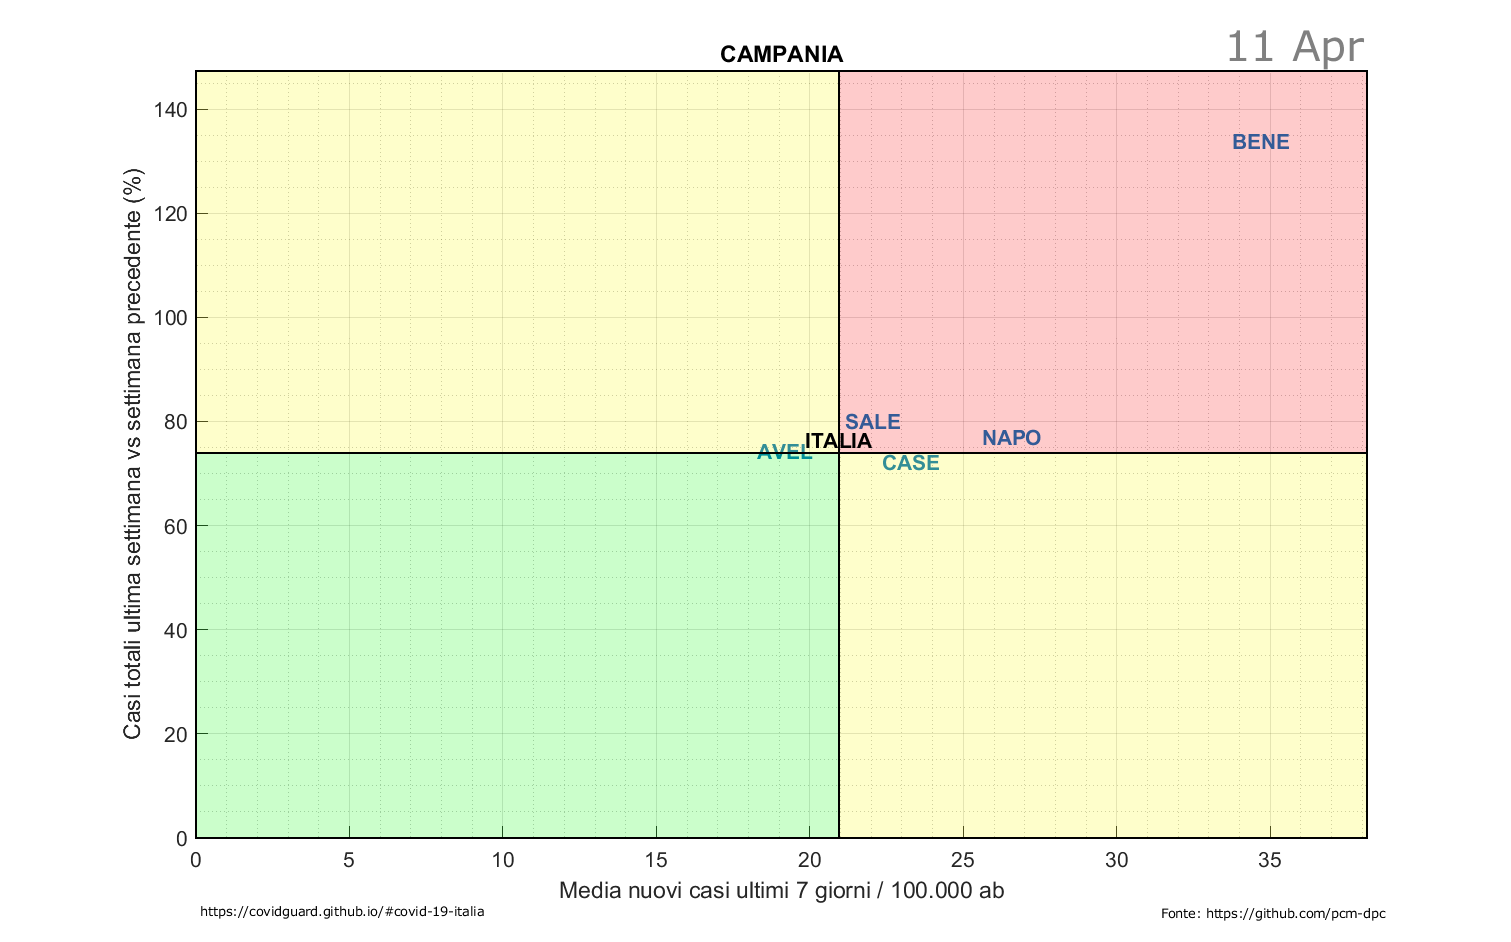 11 Apr
CAMPANIA
Casi totali ultima settimana vs settimana precedente (%)
140
120
100
80
60
40
20
0
BENE
SALE
ITALIA
NAPO
AVEL
CASE
0 5 10 15 20 25 30 35
Media nuovi casi ultimi 7 giorni / 100.000 ab
https://covidguard.github.io/#covid-19-italia
Fonte: https://github.com/pcm-dpc